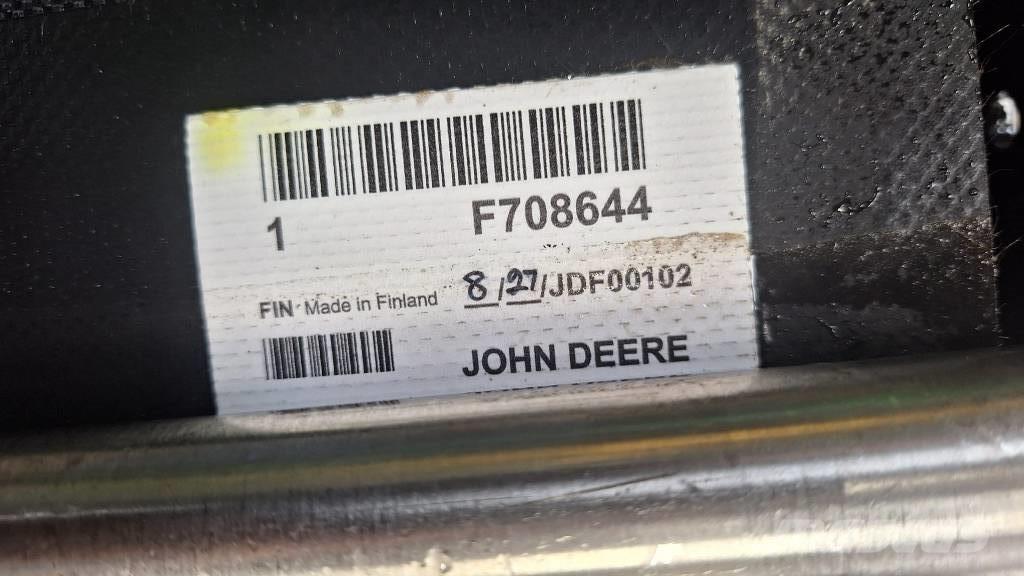 1 F708644
FIN Made in Finland 8/27/JDF00102
JOHN DEERE